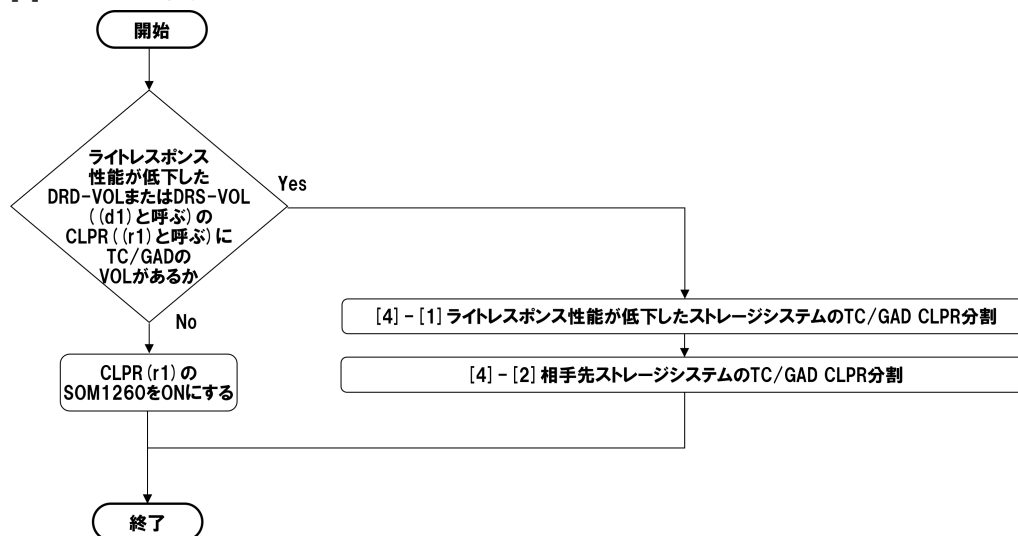 開始
ライトレスポンス
性能が低下した
DRD-VOLまたはDRS-VOL
((d1)と呼ぶ)の
CLPR((r1)と呼ぶ)に
TC/GADの
VOLがあるか
Yes
No
[4]-[1]ライトレスポンス性能が低下したストレージシステムのTC/GAD CLPR分割
[4]-[2]相手先ストレージシステムのTC/GAD CLPR分割
CLPR(r1)の
SOM1260をONにする
終了